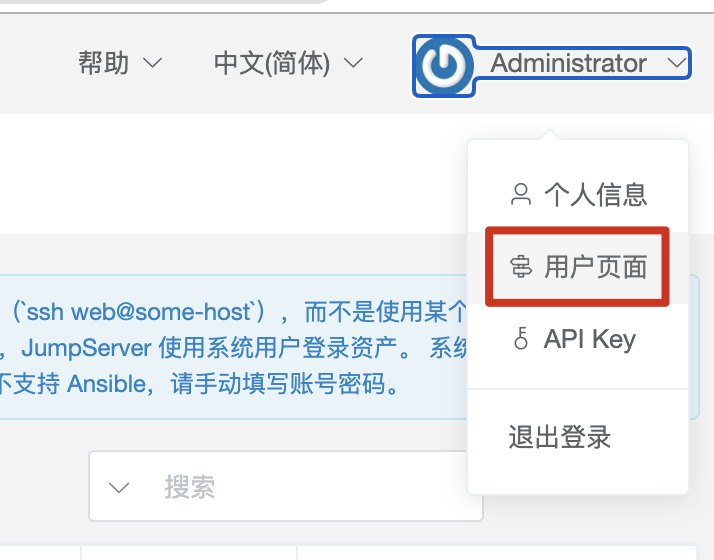 帮助
中文(简体)
Administrator
个人信息
用户页面
API Key
退出登录
（`ssh web@some-host`），而不是使用某个
，JumpServer 使用系统用户登录资产。 系统
不支持 Ansible，请手动填写账号密码。
搜索